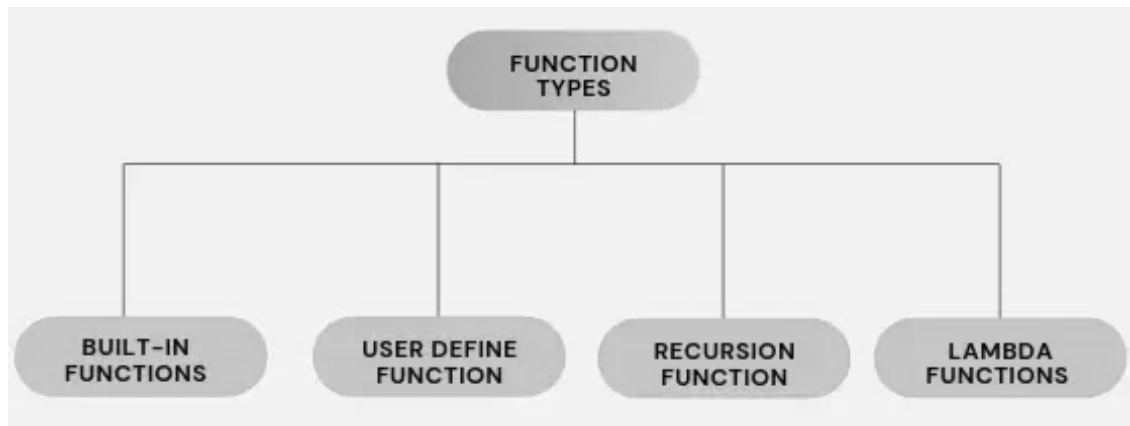 FUNCTION
TYPES
BUILT-IN
FUNCTIONS
USER DEFINE
FUNCTION
RECURSION
FUNCTION
LAMBDA
FUNCTIONS